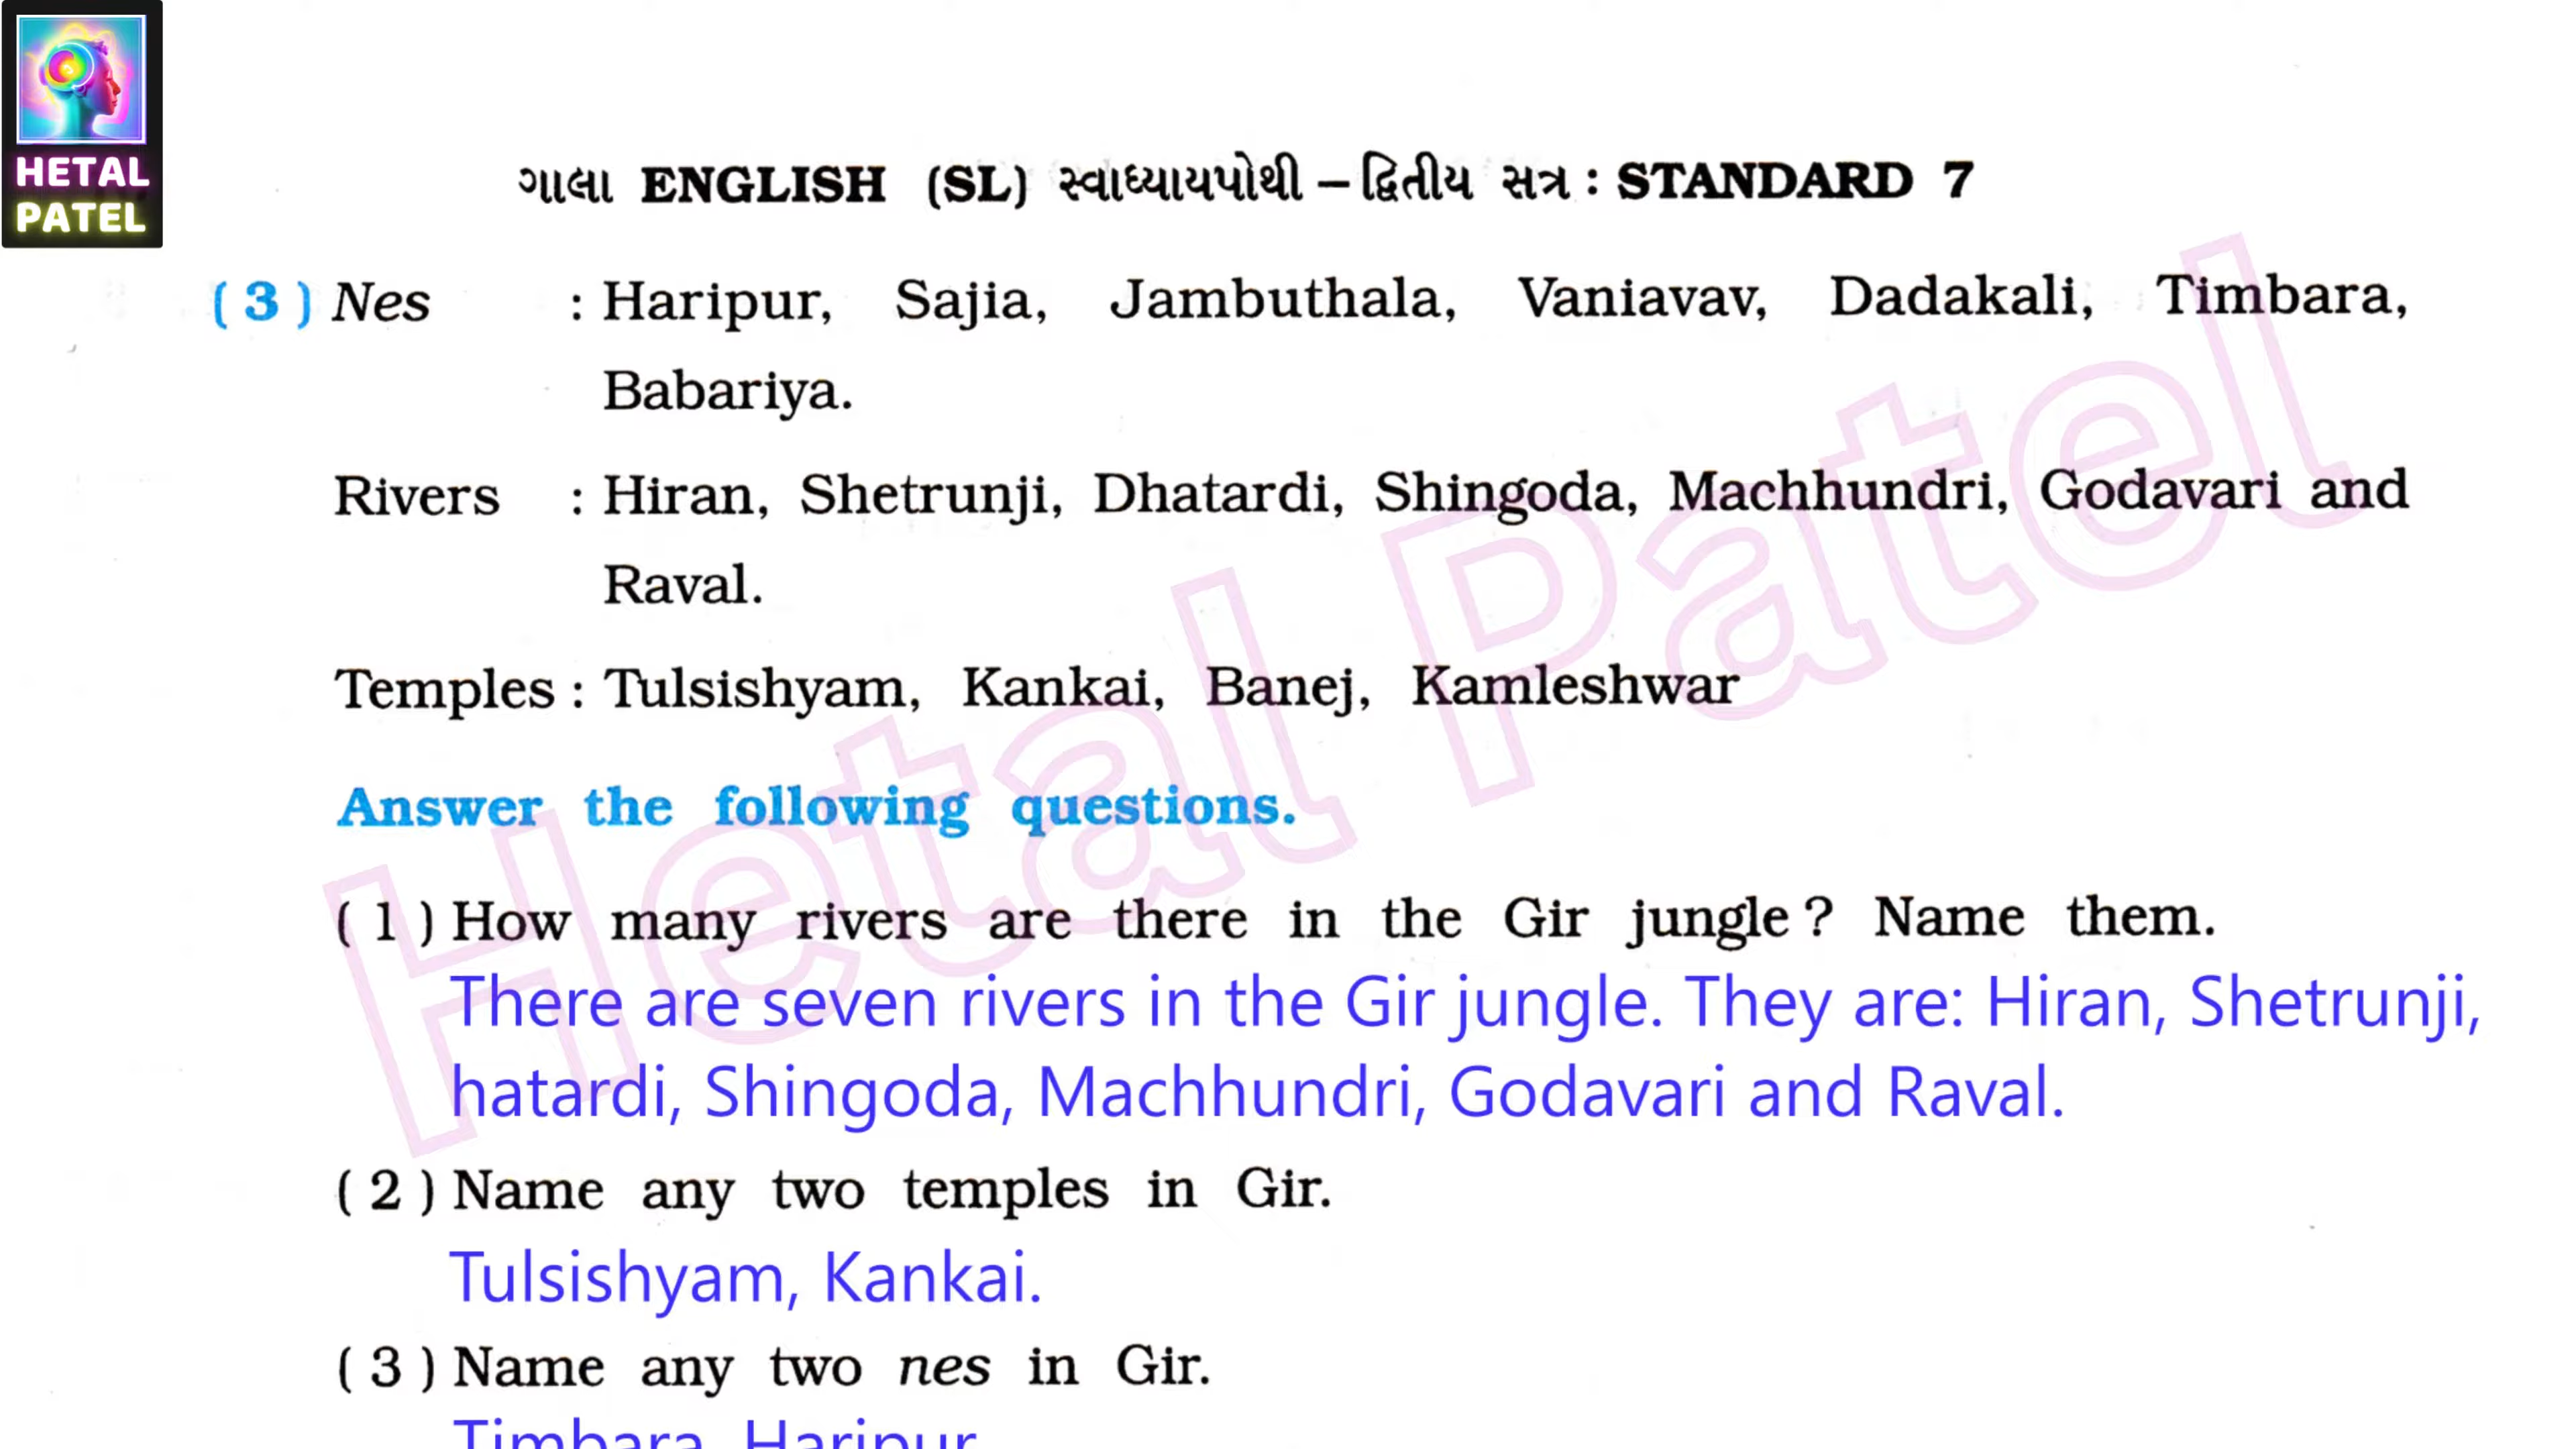 HETAL
PATEL
ગાલા ENGLISH (SL) સ્વાધ્યાયપોથી – દ્વિતીય સત્ર : STANDARD 7
( 3 ) Nes : Haripur, Sajia, Jambuthala, Vaniavav, Dadakali, Timbara,
Babariya.
Rivers : Hiran, Shetrunji, Dhatardi, Shingoda, Machhundri, Godavari and
Raval.
Temples : Tulsishyam, Kankai, Banej, Kamleshwar
Answer the following questions.
( 1 ) How many rivers are there in the Gir jungle ? Name them.
There are seven rivers in the Gir jungle. They are: Hiran, Shetrunji,
hatardi, Shingoda, Machhundri, Godavari and Raval.
( 2 ) Name any two temples in Gir.
Tulsishyam, Kankai.
( 3 ) Name any two nes in Gir.
Timbara, Haripur
Hetal Patel